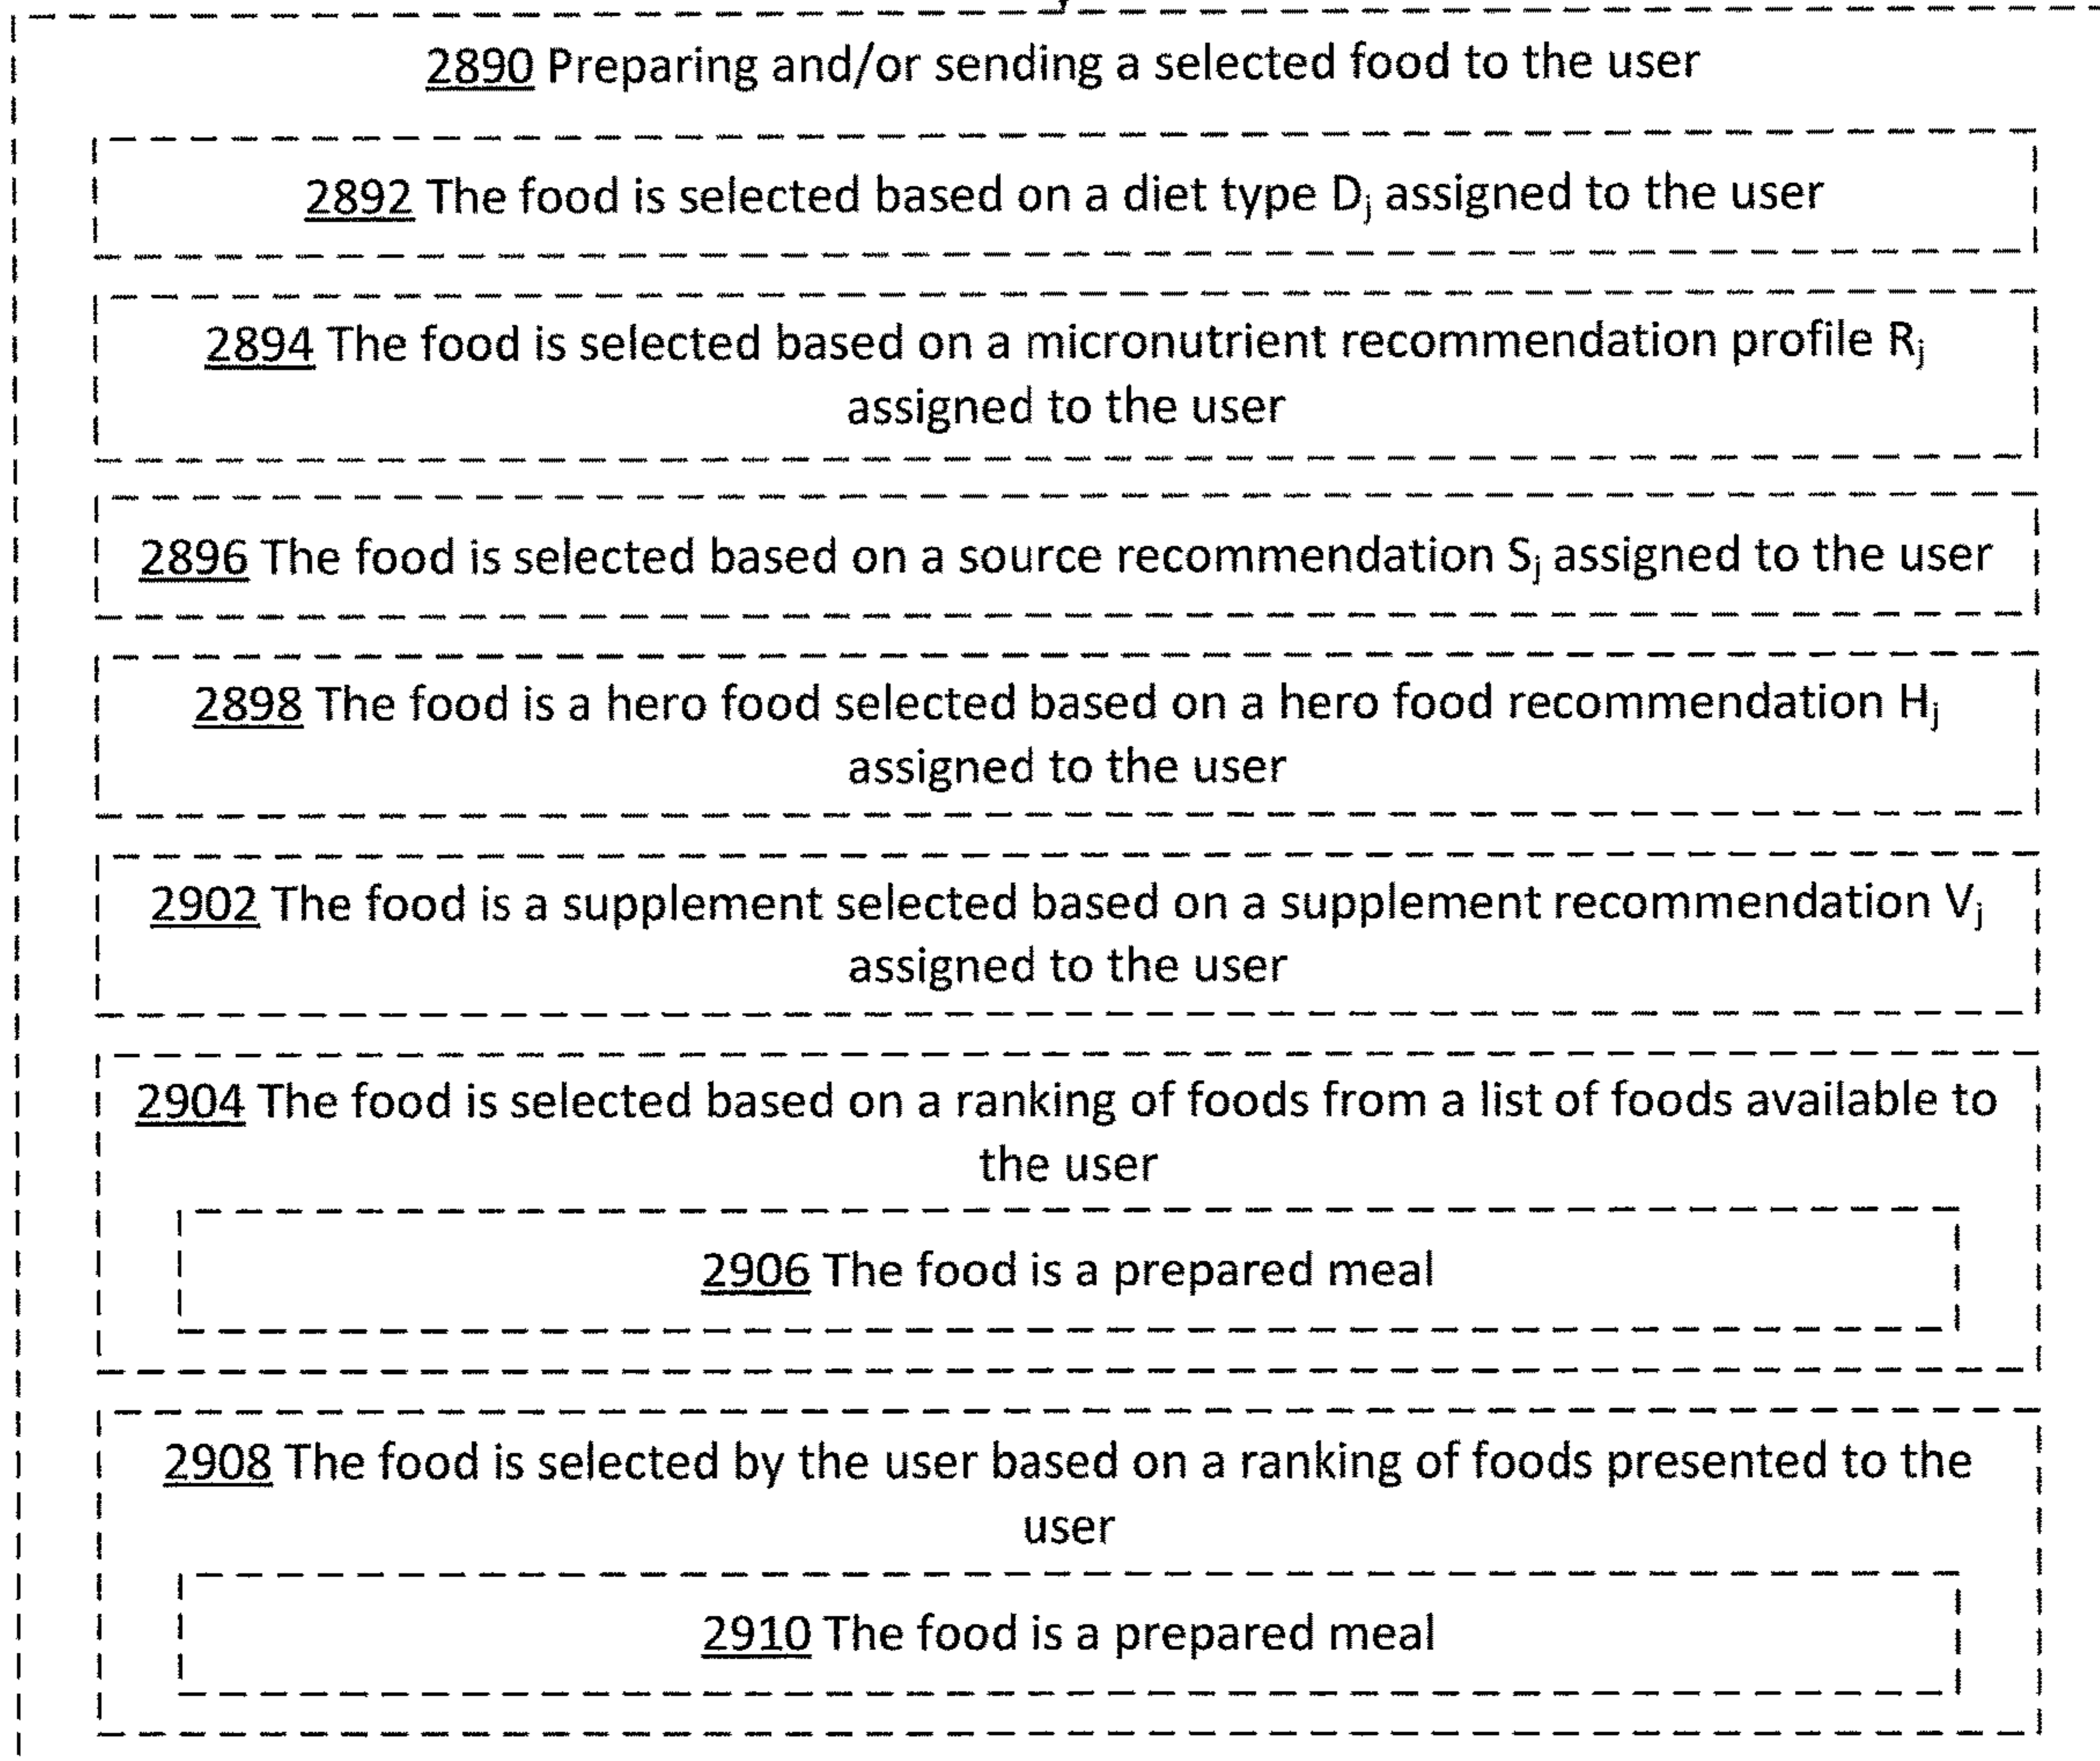 2890 Preparing and/or sending a selected food to the user
2892 The food is selected based on a diet type Dj assigned to the user
2894 The food is selected based on a micronutrient recommendation profile Rj
assigned to the user
2896 The food is selected based on a source recommendation Sj assigned to the user
2898 The food is a hero food selected based on a hero food recommendation Hj
assigned to the user
2902 The food is a supplement selected based on a supplement recommendation Vj
assigned to the user
2904 The food is selected based on a ranking of foods from a list of foods available to
the user
2906 The food is a prepared meal
2908 The food is selected by the user based on a ranking of foods presented to the
user
2910 The food is a prepared meal